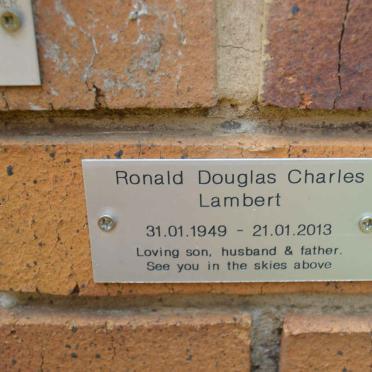 Ronald Douglas Charles
Lambert
31.01.1949 - 21.01.2013
Loving son, husband & father.
See you in the skies above